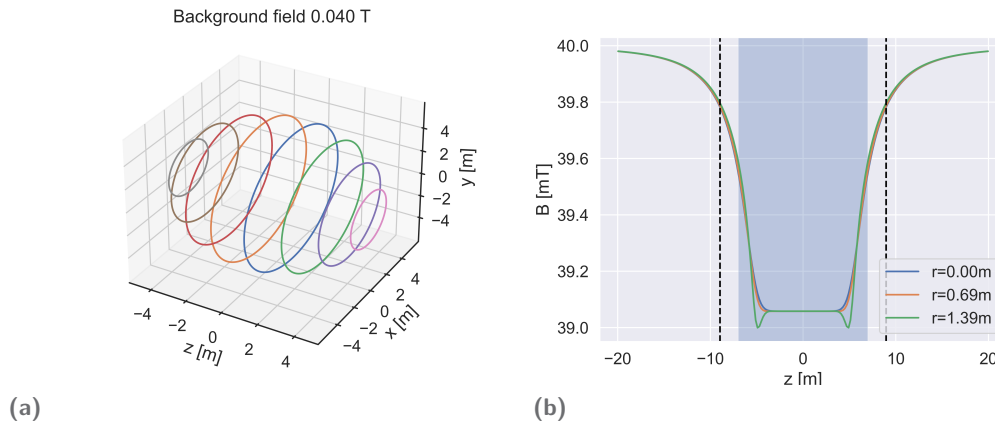 Background field 0.040 T
4
2
0
−2
−4
y [m]
−4
−2
0
2
4
z [m]
−4
−2
0
2
4
x [m]
(a)
40.0
39.8
39.6
39.4
39.2
39.0
B [mT]
r=0.00m
r=0.69m
r=1.39m
−20
−10
0
10
20
z [m]
(b)